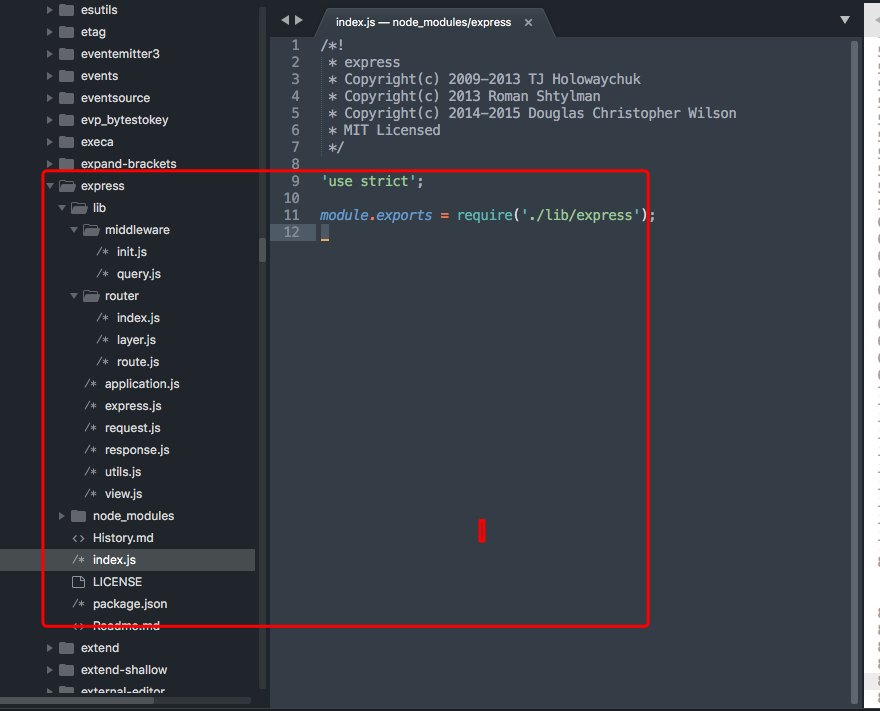 esutils
etag
eventemitter3
events
eventsource
evp_bytestokey
execa
expand-brackets
express
lib
middleware
/* init.js
/* query.js
router
/* index.js
/* layer.js
/* route.js
/* application.js
/* express.js
/* request.js
/* response.js
/* utils.js
/* view.js
node_modules
<> History.md
/* index.js
LICENSE
/* package.json
<> Readme.md
extend
extend-shallow
external-editor
index.js — node_modules/express ×
1 /*!
2 * express
3 * Copyright(c) 2009-2013 TJ Holowaychuk
4 * Copyright(c) 2013 Roman Shtylman
5 * Copyright(c) 2014-2015 Douglas Christopher Wilson
6 * MIT Licensed
7 */
8
9 'use strict';
10
11 module.exports = require('./lib/express');
12